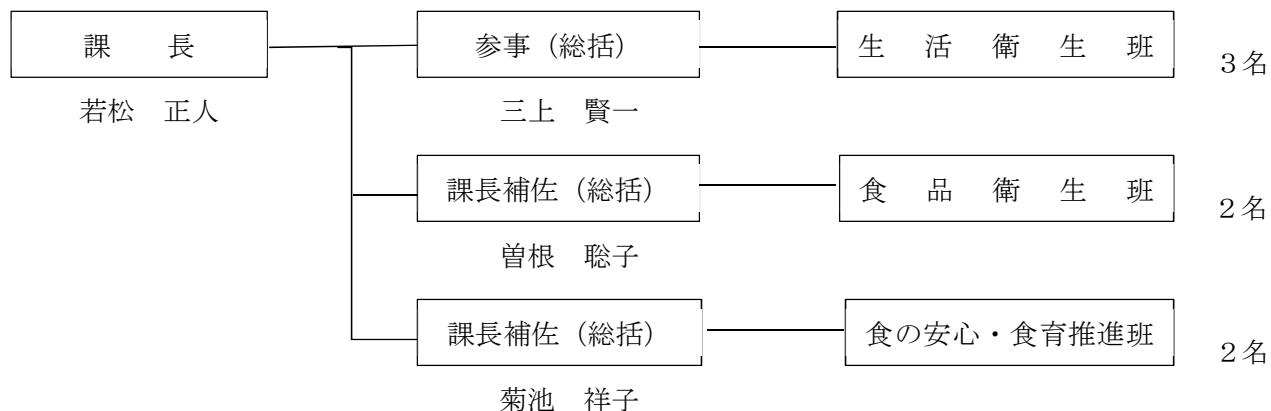 課　長　参事（総括）　生　活　衛　生　班　３名
若松　正人　三上　賢一
課長補佐（総括）　食　品　衛　生　班　２名
曽根　聡子
課長補佐（総括）　食の安心・食育推進班　２名
菊池　祥子